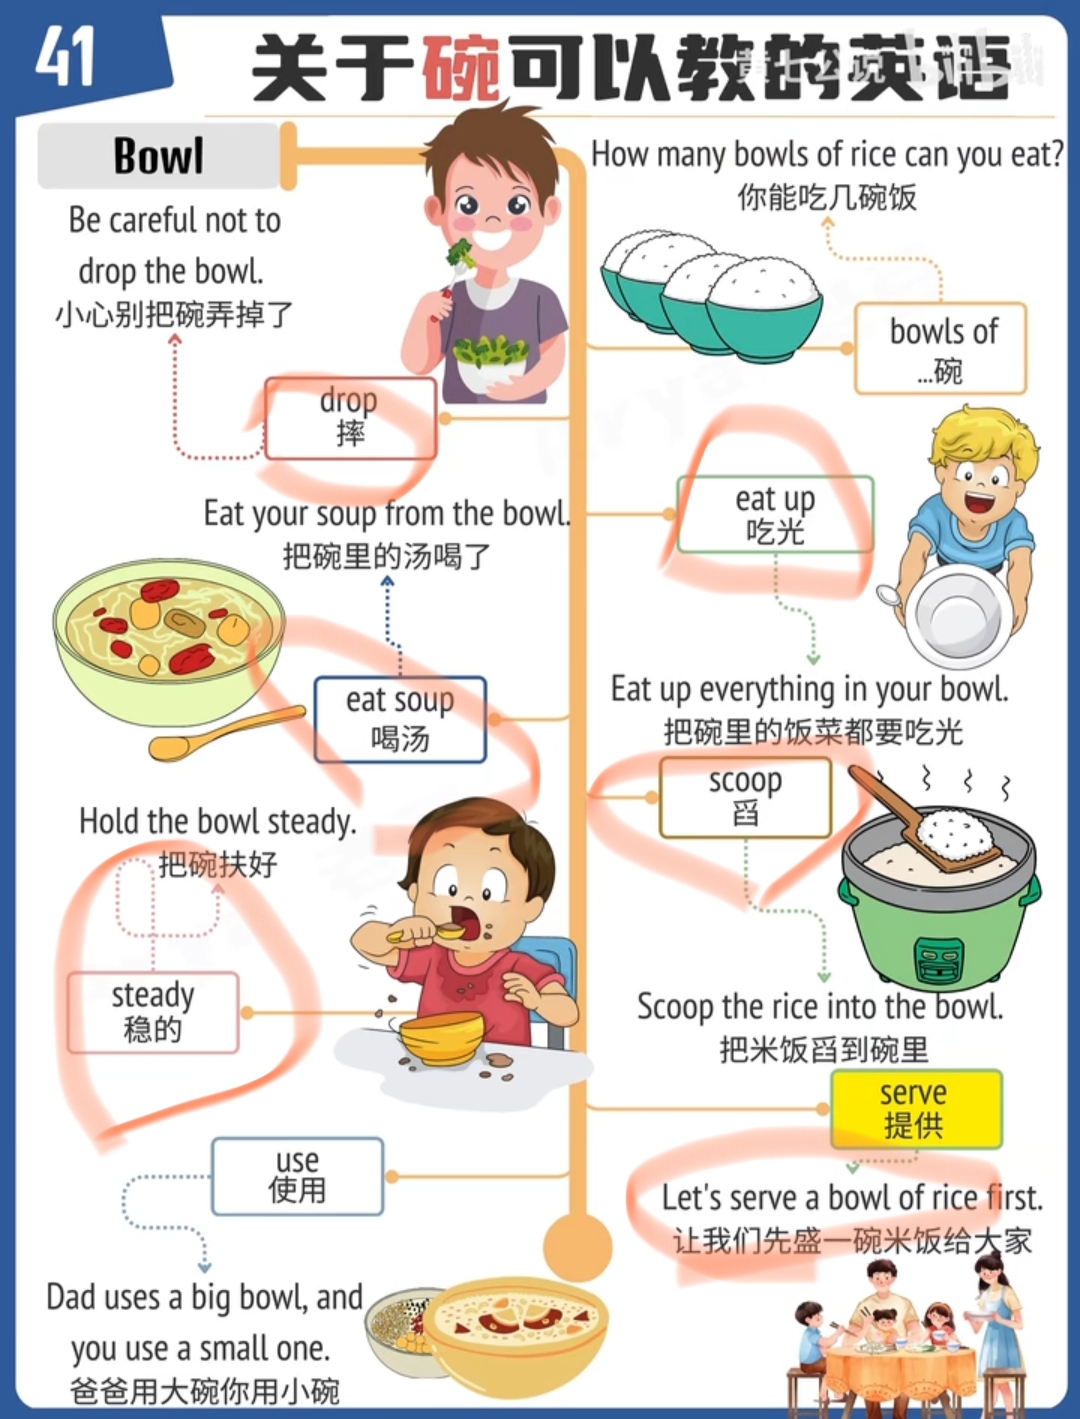 41
关于碗可以教的英语
黄七公说
bilibili
Bowl
Be careful not to
drop the bowl.
小心别把碗弄掉了
drop
摔
Eat your soup from the bowl.
把碗里的汤喝了
eat soup
喝汤
Hold the bowl steady.
把碗扶好
steady
稳的
use
使用
Dad uses a big bowl, and
you use a small one.
爸爸用大碗你用小碗
How many bowls of rice can you eat?
你能吃几碗饭
bowls of
...碗
eat up
吃光
Eat up everything in your bowl.
把碗里的饭菜都要吃光
scoop
舀
Scoop the rice into the bowl.
把米饭舀到碗里
serve
提供
Let's serve a bowl of rice first.
让我们先盛一碗米饭给大家